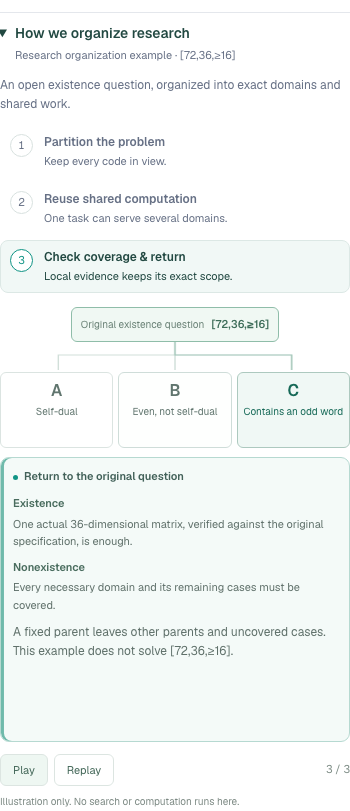 How we organize research
Research organization example · [72,36,≥16]
An open existence question, organized into exact domains and
shared work.
1
Partition the problem
Keep every code in view.
2
Reuse shared computation
One task can serve several domains.
3
Check coverage & return
Local evidence keeps its exact scope.
Original existence question [72,36,≥16]
A
Self-dual
B
Even, not self-dual
C
Contains an odd word
Return to the original question
Existence
One actual 36-dimensional matrix, verified against the original
specification, is enough.
Nonexistence
Every necessary domain and its remaining cases must be
covered.
A fixed parent leaves other parents and uncovered cases.
This example does not solve [72,36,≥16].
Play
Replay
3 / 3
Illustration only. No search or computation runs here.